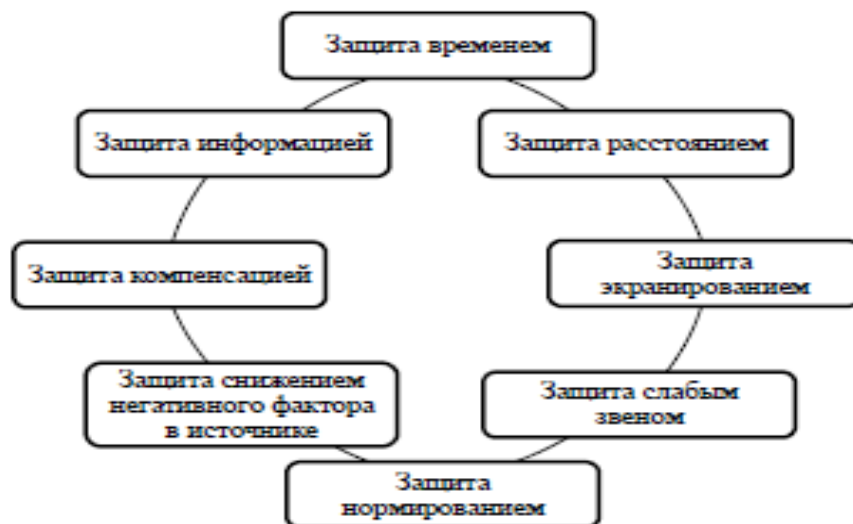 Защита временем
Защита информацией
Защита расстоянием
Защита компенсацией
Защита
экранированием
Защита снижением
негативного фактора
в источнике
Защита слабым
звеном
Защита
нормированием